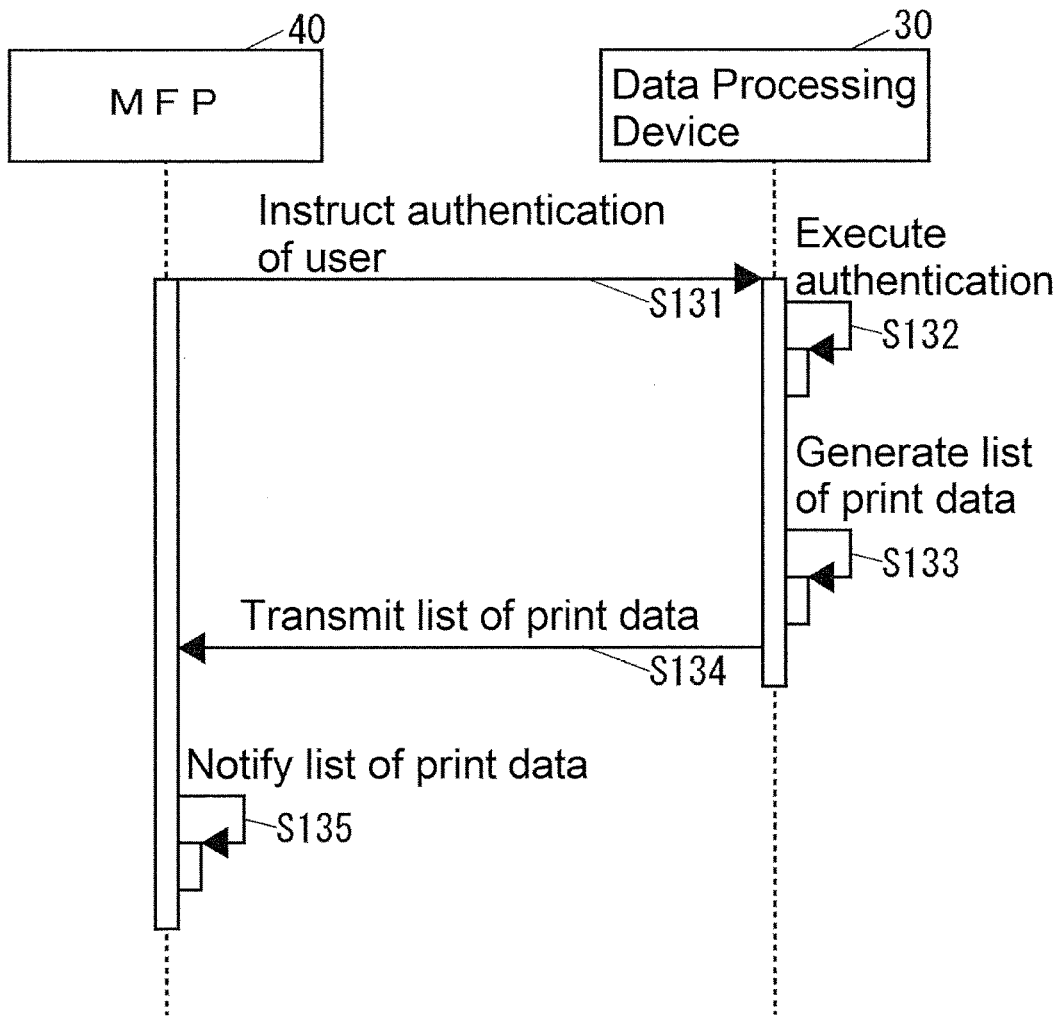 40
30
MFP
Data Processing
Device
Instruct authentication
of user
S131
Execute
authentication
S132
Generate list
of print data
S133
Transmit list of print data
S134
Notify list of print data
S135